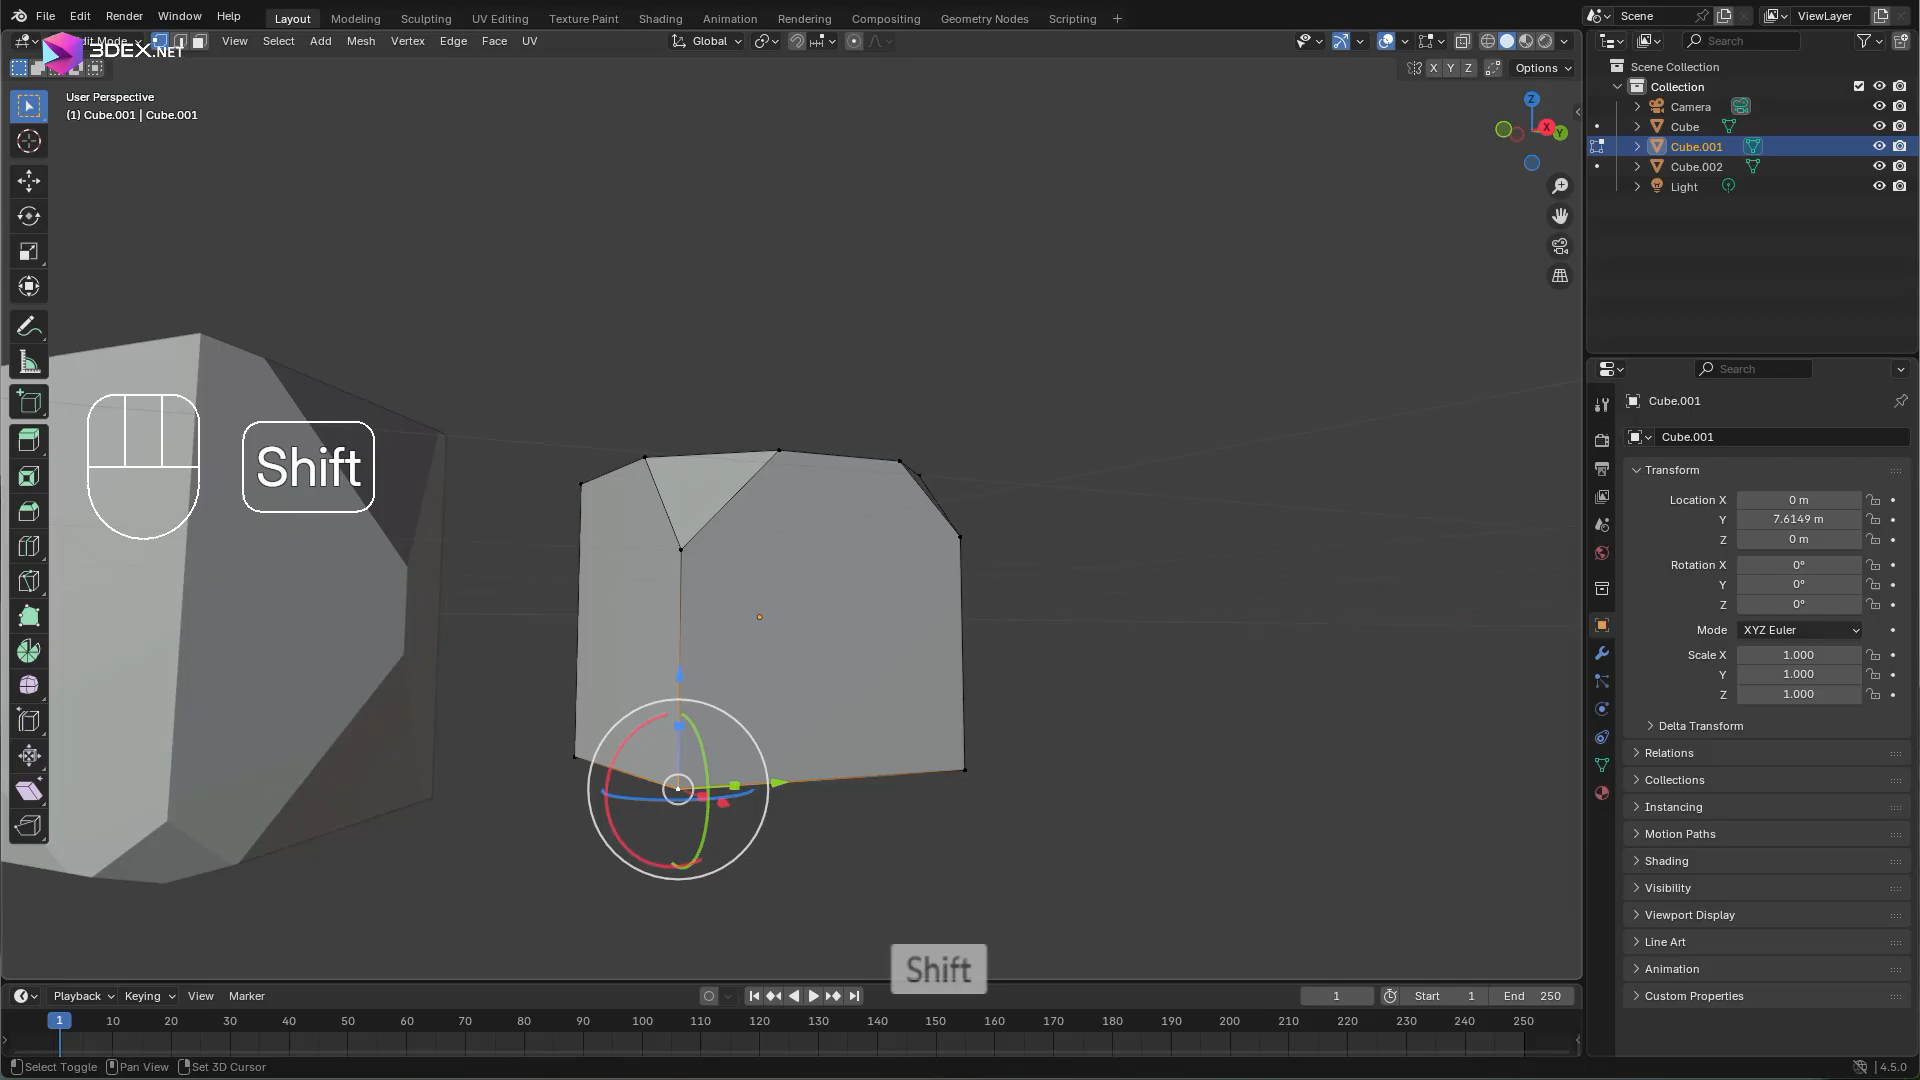 File Edit Render Window Help Layout Modeling Sculpting UV Editing Texture Paint Shading Animation Rendering Compositing Geometry Nodes Scripting + Scene ViewLayer
3DEX.NET
dit Mode View Select Add Mesh Vertex Edge Face UV Global Search
X Y Z Options
User Perspective
(1) Cube.001 | Cube.001
Z
X
Y
Scene Collection
Collection
Camera
Cube
Cube.001
Cube.002
Light
Shift
Search
Cube.001
Cube.001
Transform
Location X 0 m
Y 7.6149 m
Z 0 m
Rotation X 0°
Y 0°
Z 0°
Mode XYZ Euler
Scale X 1.000
Y 1.000
Z 1.000
Delta Transform
Relations
Collections
Instancing
Motion Paths
Shading
Visibility
Viewport Display
Line Art
Animation
Custom Properties
Shift
Playback Keying View Marker 1 Start 1 End 250
1 10 20 30 40 50 60 70 80 90 100 110 120 130 140 150 160 170 180 190 200 210 220 230 240 250
Select Toggle Pan View Set 3D Cursor 4.5.0